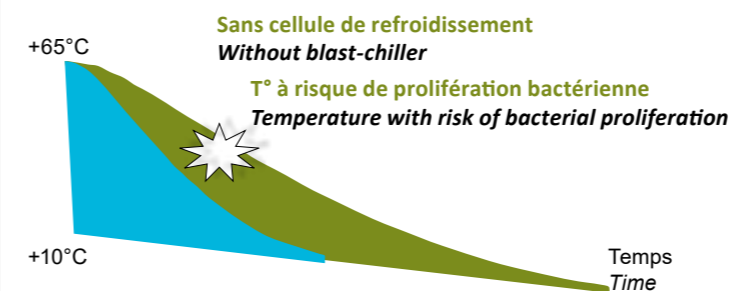 Sans cellule de refroidissement
+65°C
Without blast-chiller
T° à risque de prolifération bactérienne
Temperature with risk of bacterial proliferation
+10°C
Temps
Time